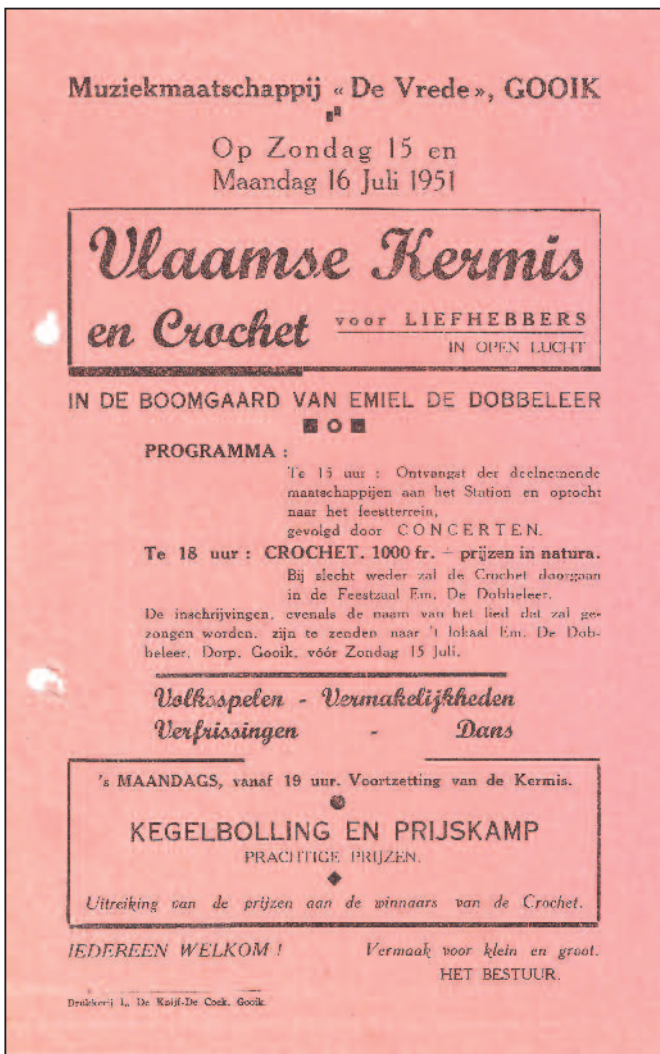 Muziekmaatschappij « De Vrede », GOOIK
Op Zondag 15 en
Maandag 16 Juli 1951
Vlaamse Kermis
en Crochet voor LIEFHEBBERS
IN OPEN LUCHT
IN DE BOOMGAARD VAN EMIEL DE DOBBELEER
PROGRAMMA :
Te 15 uur : Ontvangst der deelnemende
maatschappijen aan het Station en optocht
naar het feestterrein,
gevolgd door CONCERTEN.
Te 18 uur : CROCHET. 1000 fr. + prijzen in natura.
Bij slecht weder zal de Crochet doorgaan
in de Feestzaal Em. De Dobbeleer.
De inschrijvingen, evenals de naam van het lied dat zal ge-
zongen worden, zijn te zenden naar 't lokaal Em. De Dob-
beleer, Dorp, Gooik, vóór Zondag 15 Juli.
Volksspelen - Vermakelijkheden
Verfrissingen - Dans
's MAANDAGS, vanaf 19 uur. Voortzetting van de Kermis.
KEGELBOLLING EN PRIJSKAMP
PRACHTIGE PRIJZEN.
Uitreiking van de prijzen aan de winnaars van de Crochet.
IEDEREEN WELKOM ! Vermaak voor klein en groot.
HET BESTUUR.
Drukkerij L. De Knijf-De Cock, Gooik.